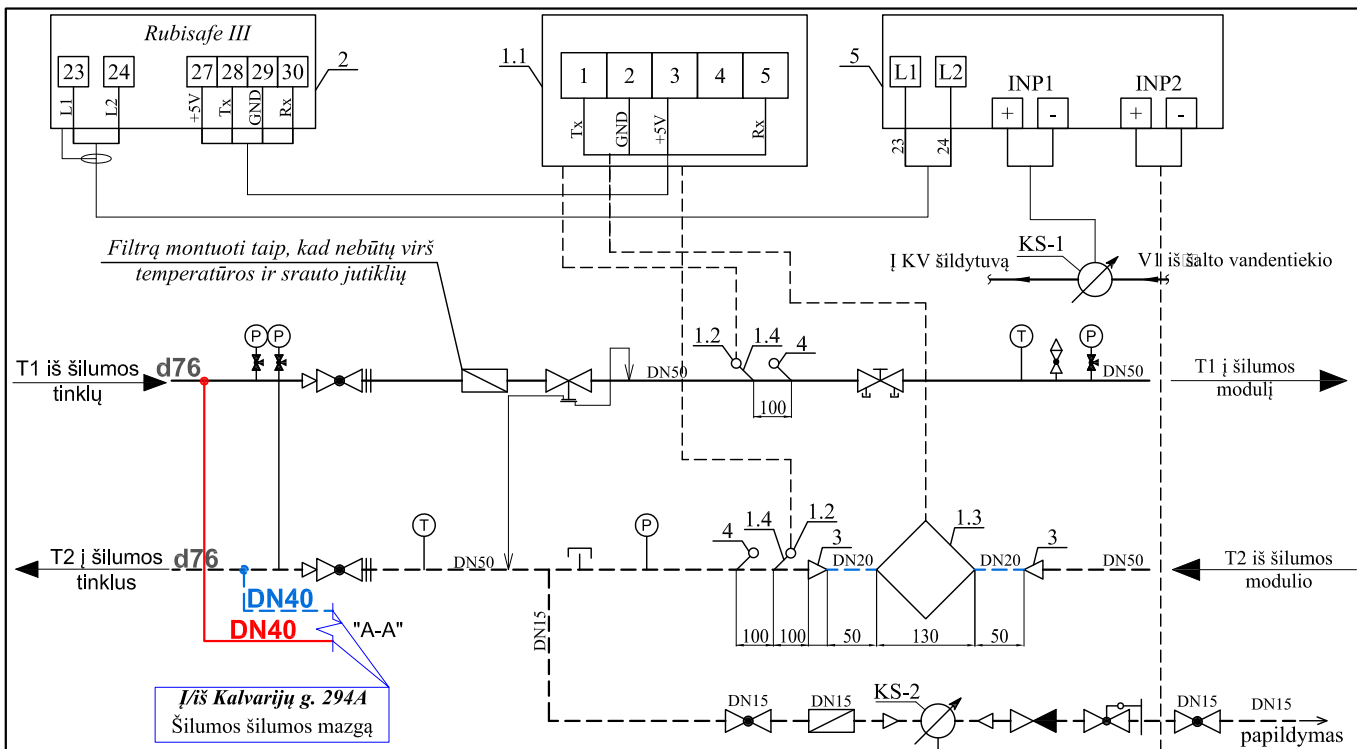 Rubisafe III
23 24 27 28 29 30
L1 L2 +5V Tx GND Rx
2
1.1
1 2 3 4 5
Tx GND +5V Rx
5
L1 L2 INP1 INP2
+ - + -
23 24
Filtrą montuoti taip, kad nebūtų virš
temperatūros ir srauto jutiklių
KS-1
Į KV šildytuvą
V1 iš šalto vandentiekio
T1 iš šilumos
tinklų
d76
P P
DN50
1.2 1.4 4
100
T P
DN50
T1 į šilumos
modulį
T2 į šilumos
tinklus
d76
T
DN50
P
4 1.4 1.2 3
DN20
1.3
DN20
3
DN50
T2 iš šilumos
modulio
DN40
DN40
"A-A"
100 100 50 130 50
DN15
Į/iš Kalvarijų g. 294A
Šilumos šilumos mazgą
DN15 DN15 KS-2 DN15 DN15
papildymas